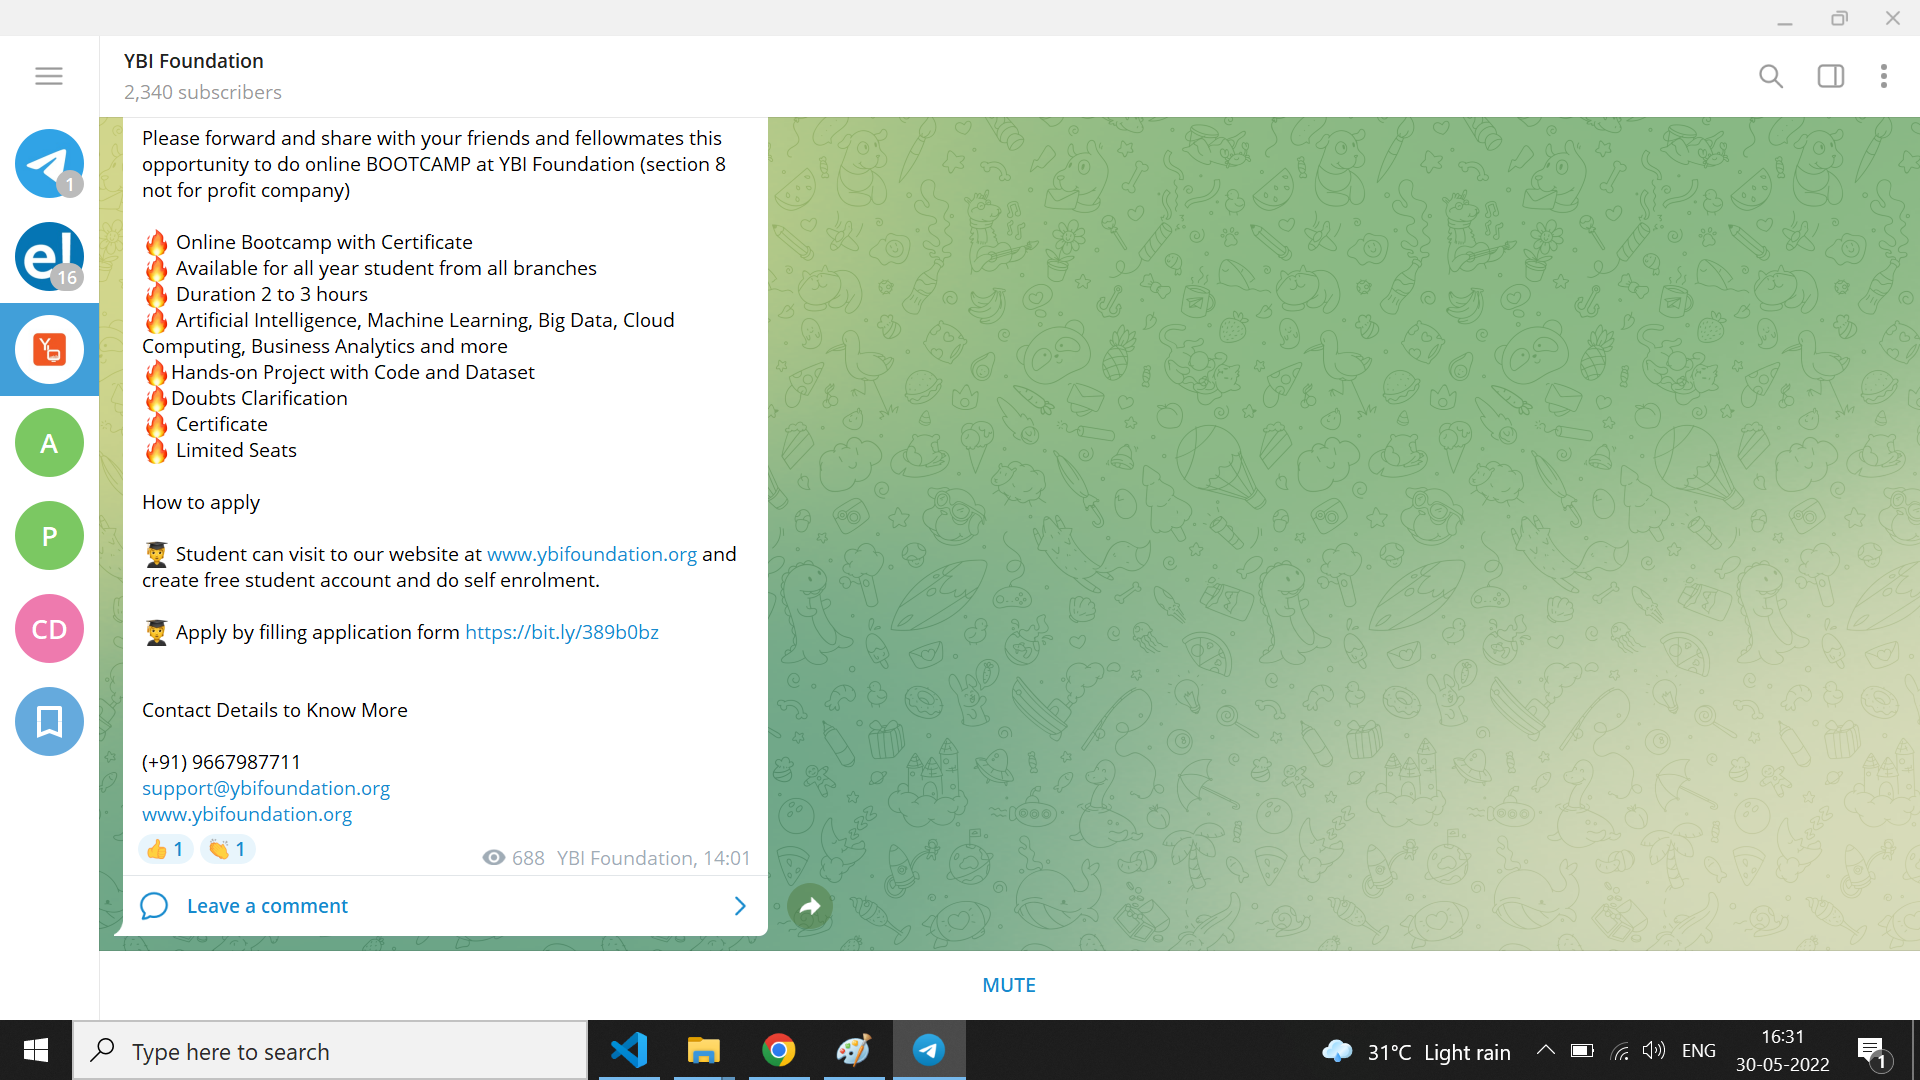 YBI Foundation
2,340 subscribers
1
el
16
Y
A
P
CD
Please forward and share with your friends and fellowmates this
opportunity to do online BOOTCAMP at YBI Foundation (section 8
not for profit company)
🔥 Online Bootcamp with Certificate
🔥 Available for all year student from all branches
🔥 Duration 2 to 3 hours
🔥 Artificial Intelligence, Machine Learning, Big Data, Cloud
Computing, Business Analytics and more
🔥Hands-on Project with Code and Dataset
🔥Doubts Clarification
🔥 Certificate
🔥 Limited Seats
How to apply
👨‍🎓 Student can visit to our website at www.ybifoundation.org and
create free student account and do self enrolment.
👨‍🎓 Apply by filling application form https://bit.ly/389b0bz
Contact Details to Know More
(+91) 9667987711
support@ybifoundation.org
www.ybifoundation.org
👍 1 👏 1
688 YBI Foundation, 14:01
Leave a comment
MUTE
Type here to search
31°C Light rain
ENG
16:31
30-05-2022
1